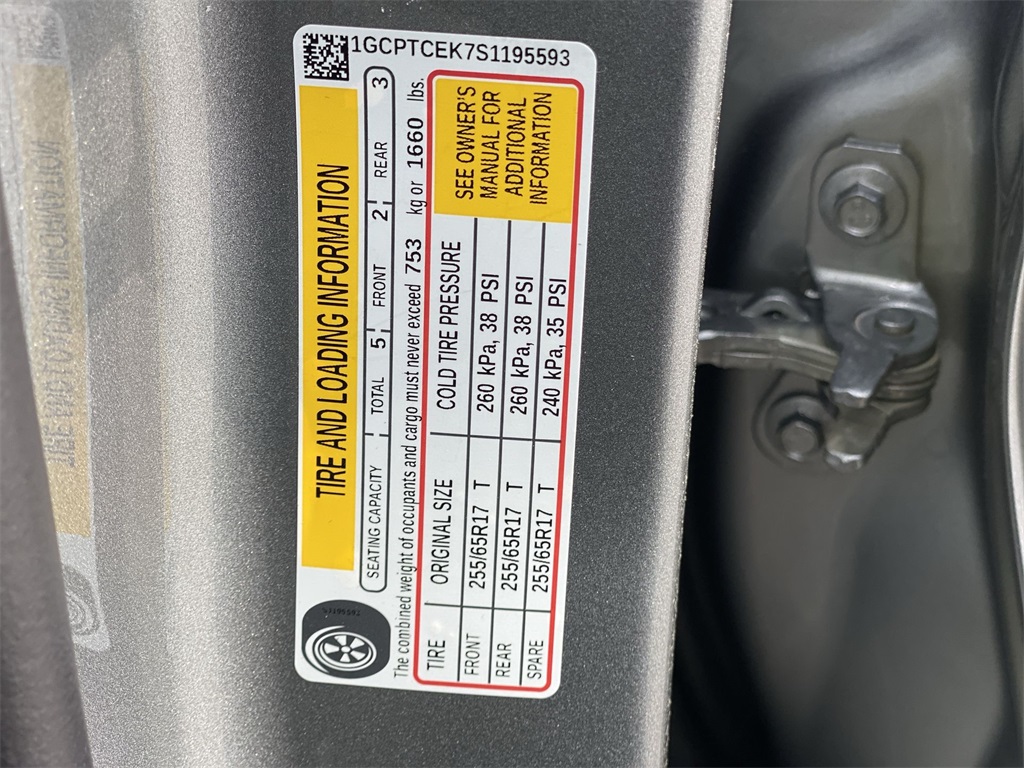 1GCPTCEK7S1195593
TIRE AND LOADING INFORMATION
SEATING CAPACITY TOTAL 5 FRONT 2 REAR 3
The combined weight of occupants and cargo must never exceed 753 kg or 1660 lbs.
TIRE ORIGINAL SIZE COLD TIRE PRESSURE
FRONT 255/65R17 T 260 kPa, 38 PSI
REAR 255/65R17 T 260 kPa, 38 PSI
SPARE 255/65R17 T 240 kPa, 35 PSI
SEE OWNER'S
MANUAL FOR
ADDITIONAL
INFORMATION